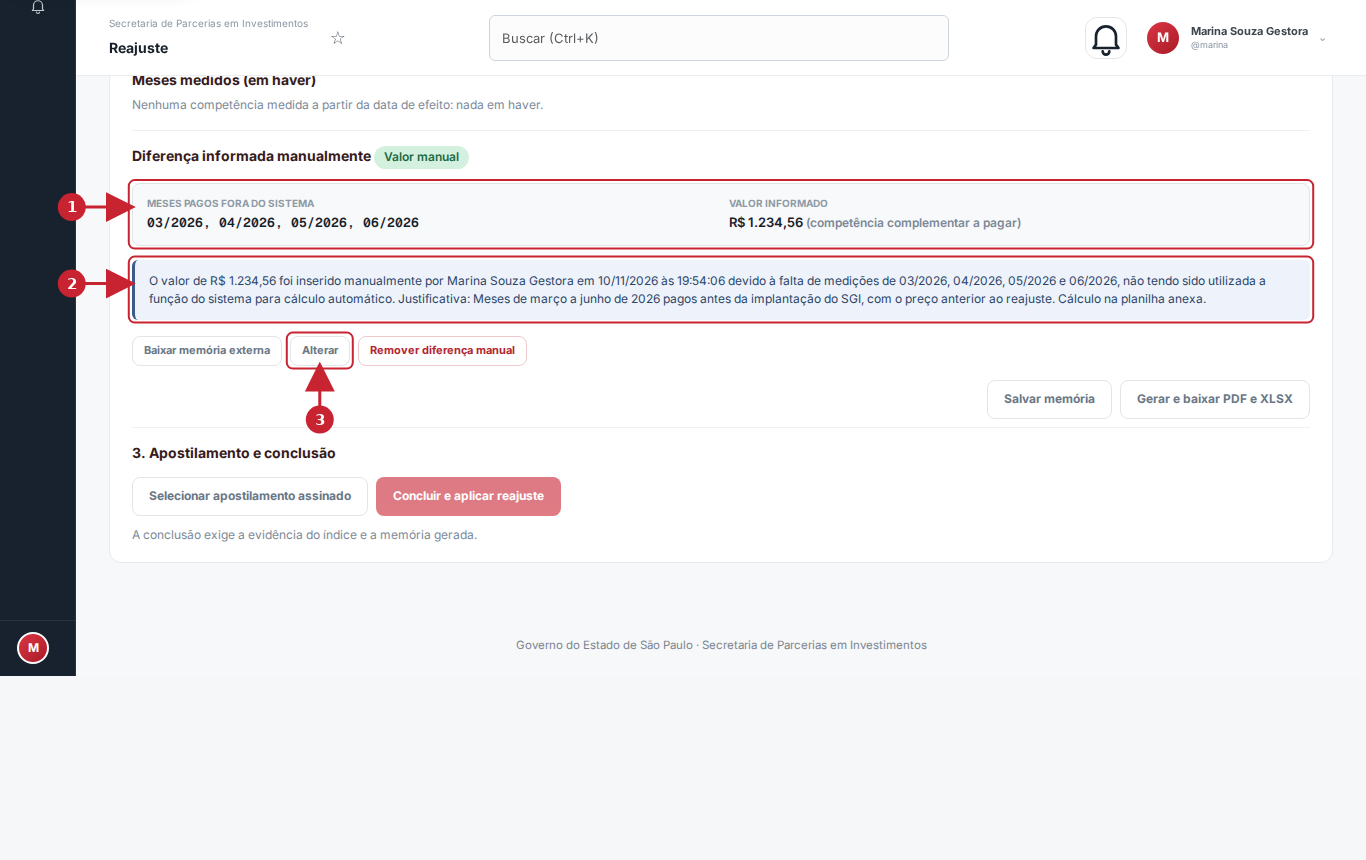 Secretaria de Parcerias em Investimentos
Reajuste
Buscar (Ctrl+K)
M
Marina Souza Gestora
@marina
Meses medidos (em haver)
Nenhuma competência medida a partir da data de efeito: nada em haver.
Diferença informada manualmente Valor manual
1
MESES PAGOS FORA DO SISTEMA
03/2026, 04/2026, 05/2026, 06/2026
VALOR INFORMADO
R$ 1.234,56 (competência complementar a pagar)
2
O valor de R$ 1.234,56 foi inserido manualmente por Marina Souza Gestora em 10/11/2026 às 19:54:06 devido à falta de medições de 03/2026, 04/2026, 05/2026 e 06/2026, não tendo sido utilizada a
função do sistema para cálculo automático. Justificativa: Meses de março a junho de 2026 pagos antes da implantação do SGI, com o preço anterior ao reajuste. Cálculo na planilha anexa.
Baixar memória externa
Alterar
Remover diferença manual
3
Salvar memória
Gerar e baixar PDF e XLSX
3. Apostilamento e conclusão
Selecionar apostilamento assinado
Concluir e aplicar reajuste
A conclusão exige a evidência do índice e a memória gerada.
M
Governo do Estado de São Paulo · Secretaria de Parcerias em Investimentos